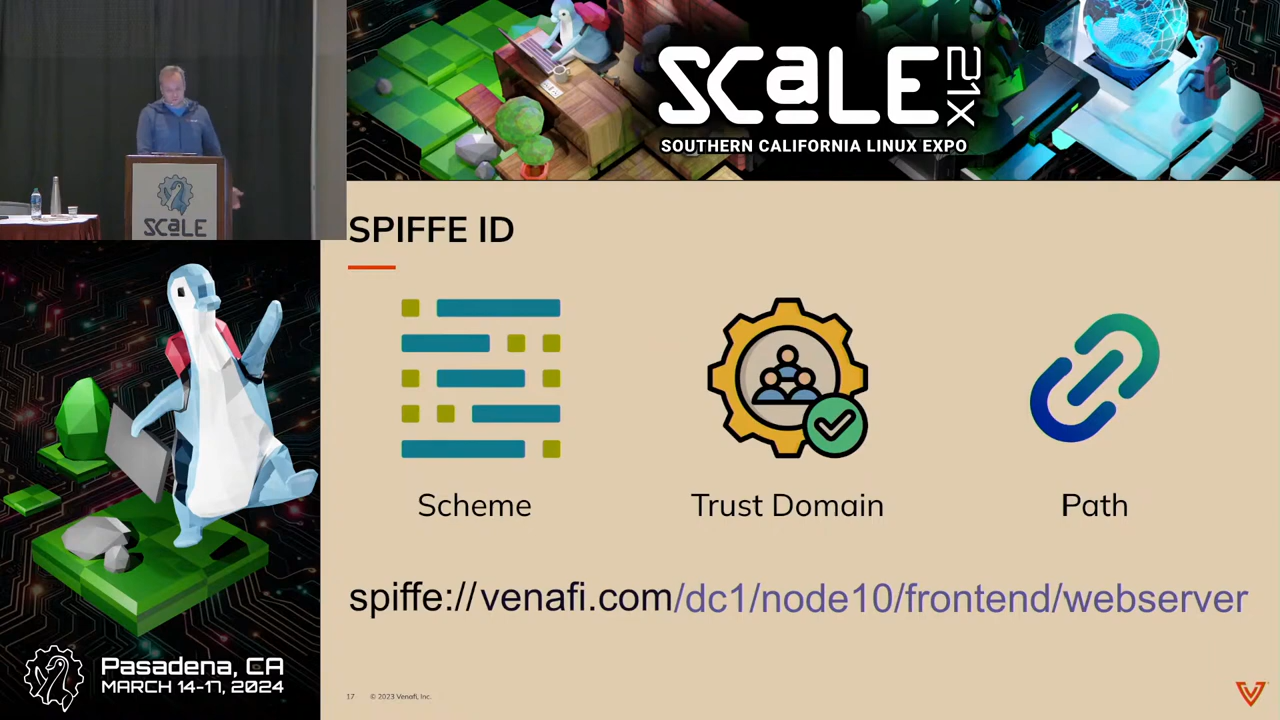 SCaLE 21x
SOUTHERN CALIFORNIA LINUX EXPO
SCaLE
SPIFFE ID
Scheme
Trust Domain
Path
spiffe://venafi.com/dc1/node10/frontend/webserver
Pasadena, CA
MARCH 14-17, 2024
17 © 2023 Venafi, Inc.